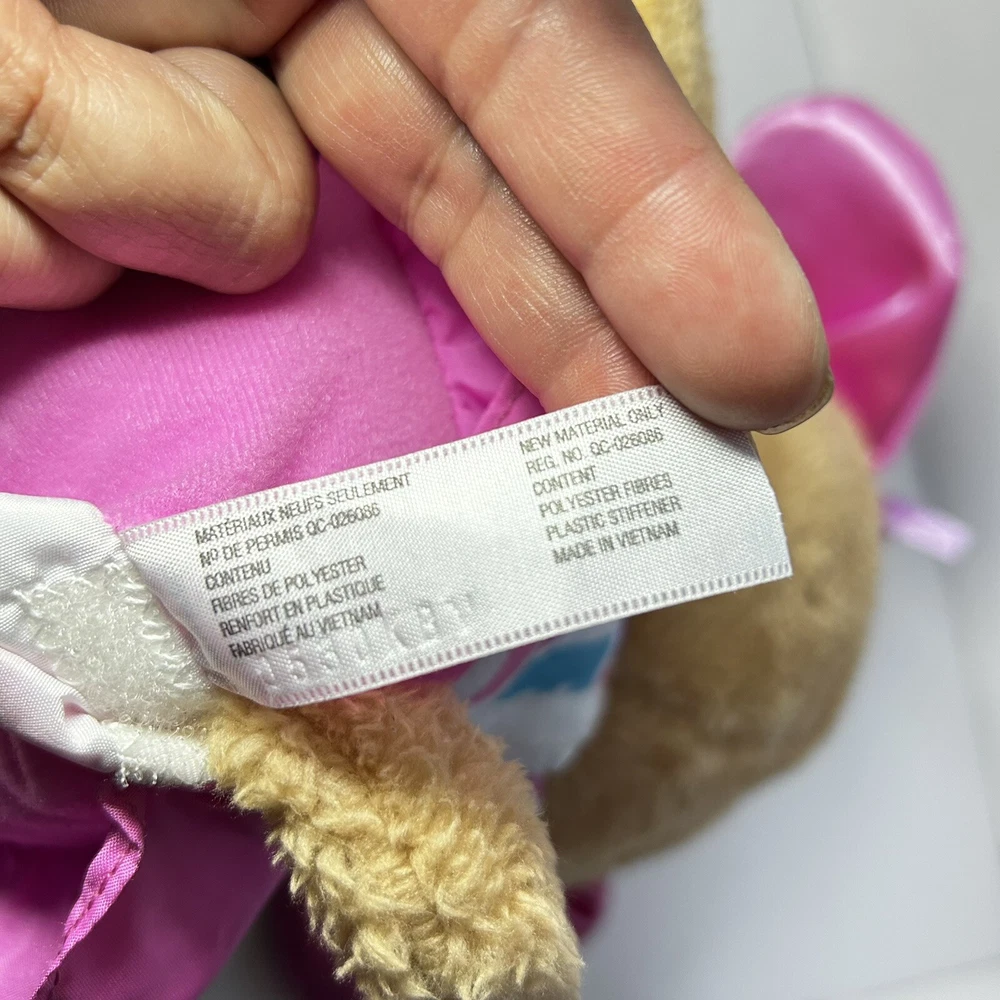 MATÉRIAUX NEUFS SEULEMENT
Nº DE PERMIS QC-026086
CONTENU
FIBRES DE POLYESTER
RENFORT EN PLASTIQUE
FABRIQUÉ AU VIETNAM
NEW MATERIAL ONLY
REG. NO. QC-026086
CONTENT
POLYESTER FIBRES
PLASTIC STIFFENER
MADE IN VIETNAM